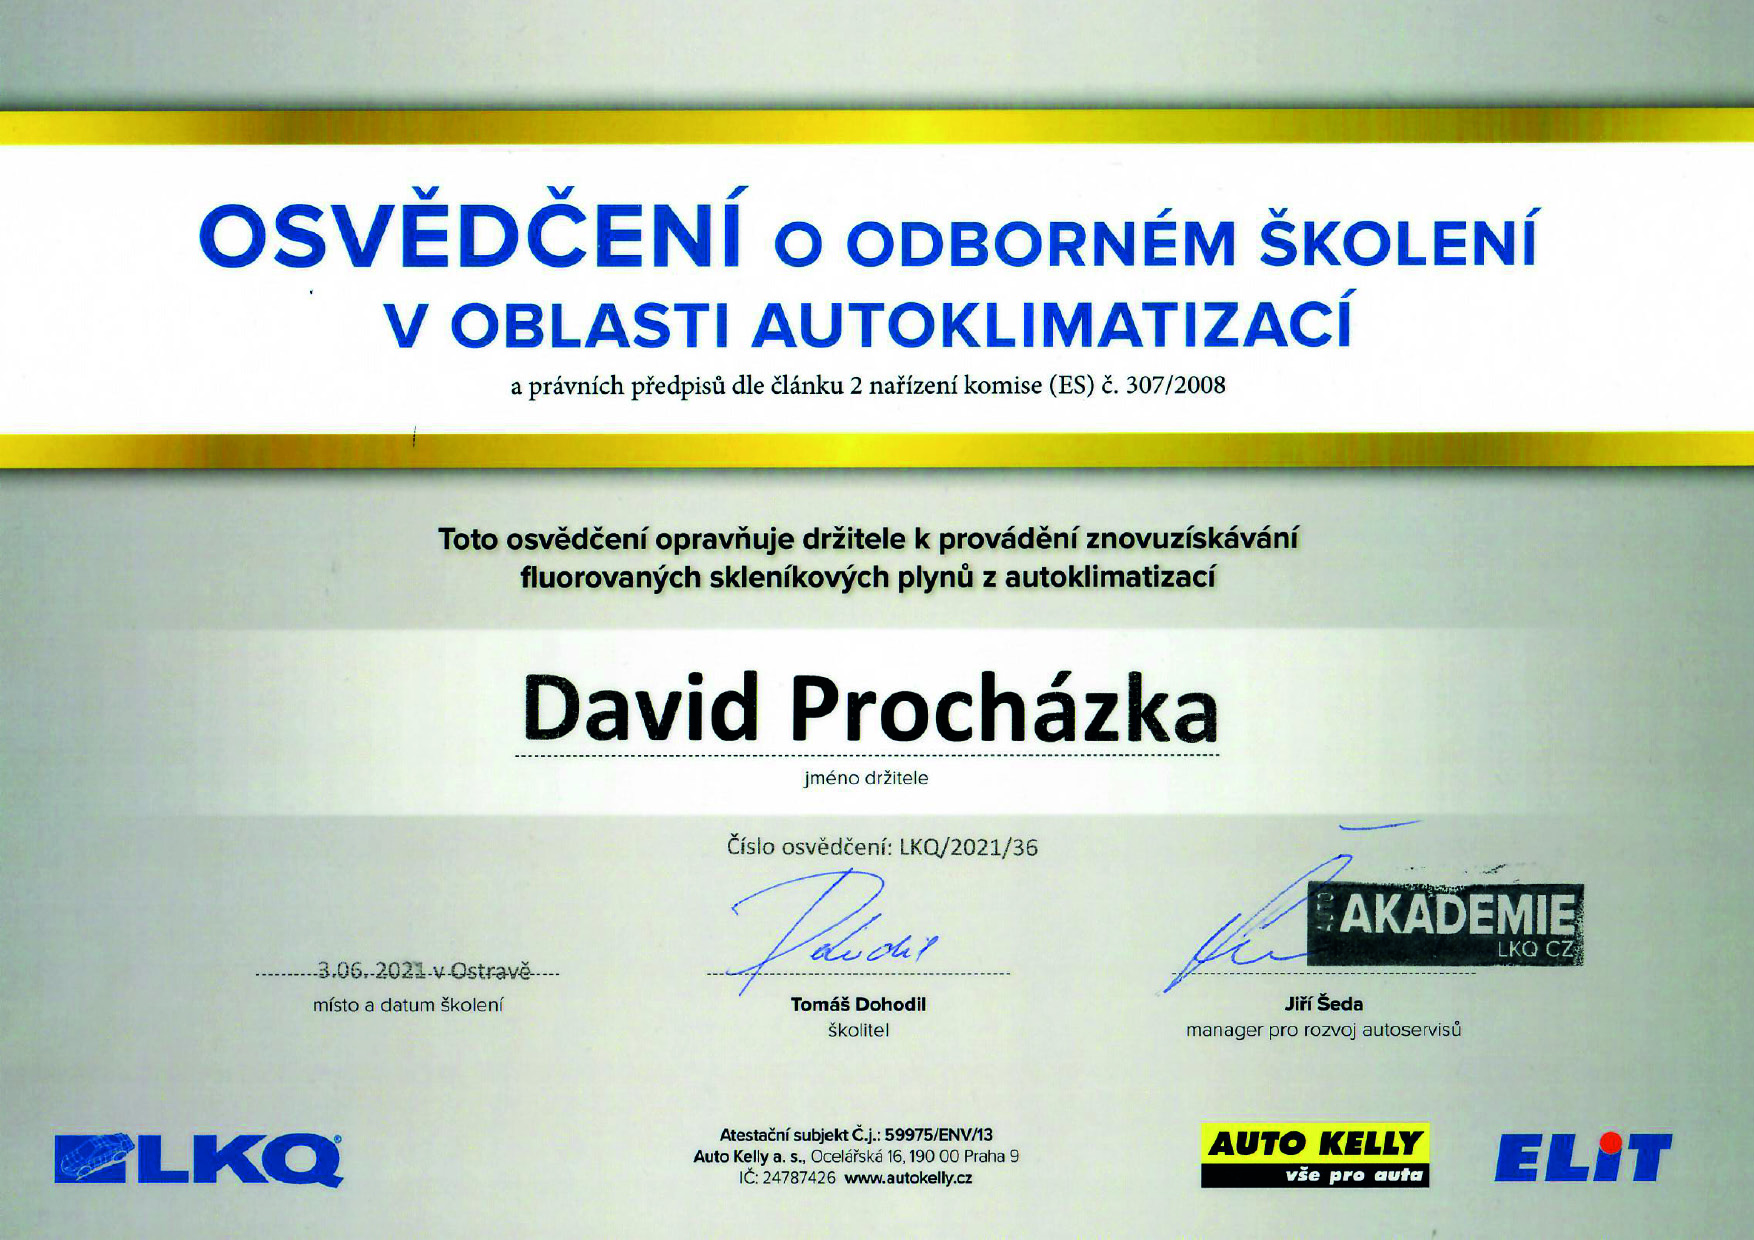 OSVĚDČENÍ O ODBORNÉM ŠKOLENÍ
V OBLASTI AUTOKLIMATIZACÍ
a právních předpisů dle článku 2 nařízení komise (ES) č. 307/2008
Toto osvědčení opravňuje držitele k provádění znovuzískávání
fluorovaných skleníkových plynů z autoklimatizací
David Procházka
jméno držitele
Číslo osvědčení: LKQ/2021/36
3.06.2021 v Ostravě
místo a datum školení
Dohodil
Tomáš Dohodil
školitel
AKADEMIE
LKQ CZ
Jiří Šeda
manager pro rozvoj autoservisů
LKQ®
Atestační subjekt Č.j.: 59975/ENV/13
Auto Kelly a. s., Ocelářská 16, 190 00 Praha 9
IČ: 24787426 www.autokelly.cz
AUTO KELLY
vše pro auta
ELiT